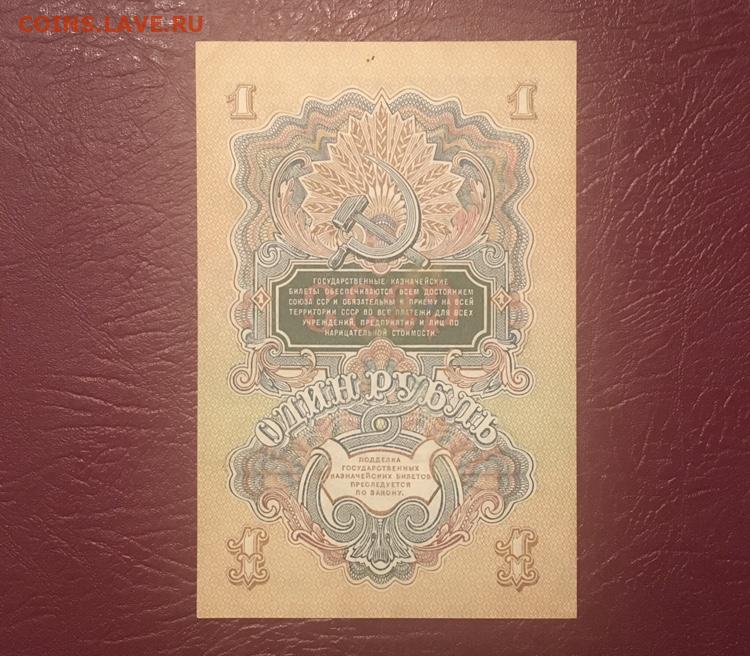 COINS.LAVE.RU
1 1
ГОСУДАРСТВЕННЫЕ КАЗНАЧЕЙСКИЕ
БИЛЕТЫ ОБЕСПЕЧИВАЮТСЯ ВСЕМ ДОСТОЯНИЕМ
СОЮЗА ССР И ОБЯЗАТЕЛЬНЫ К ПРИЕМУ НА ВСЕЙ
ТЕРРИТОРИИ СССР ВО ВСЕ ПЛАТЕЖИ ДЛЯ ВСЕХ
УЧРЕЖДЕНИЙ, ПРЕДПРИЯТИЙ И ЛИЦ ПО
НАРИЦАТЕЛЬНОЙ СТОИМОСТИ.
1 1
ОДИН РУБЛЬ
ПОДДЕЛКА
ГОСУДАРСТВЕННЫХ
КАЗНАЧЕЙСКИХ БИЛЕТОВ
ПРЕСЛЕДУЕТСЯ
ПО ЗАКОНУ.
1 1